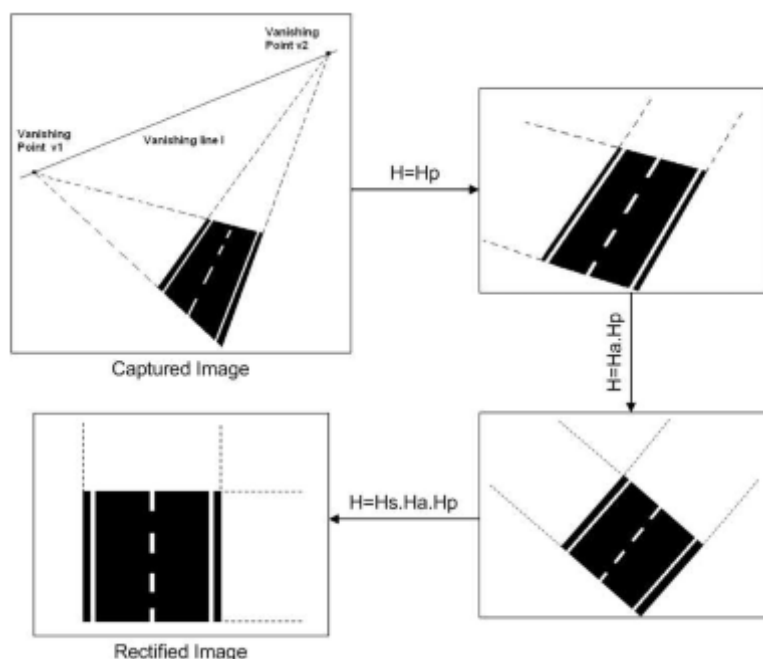 Vanishing
Point v2
Vanishing
Point v1
Vanishing line l
Captured Image
H=Hp
H=Ha.Hp
H=Hs.Ha.Hp
Rectified Image